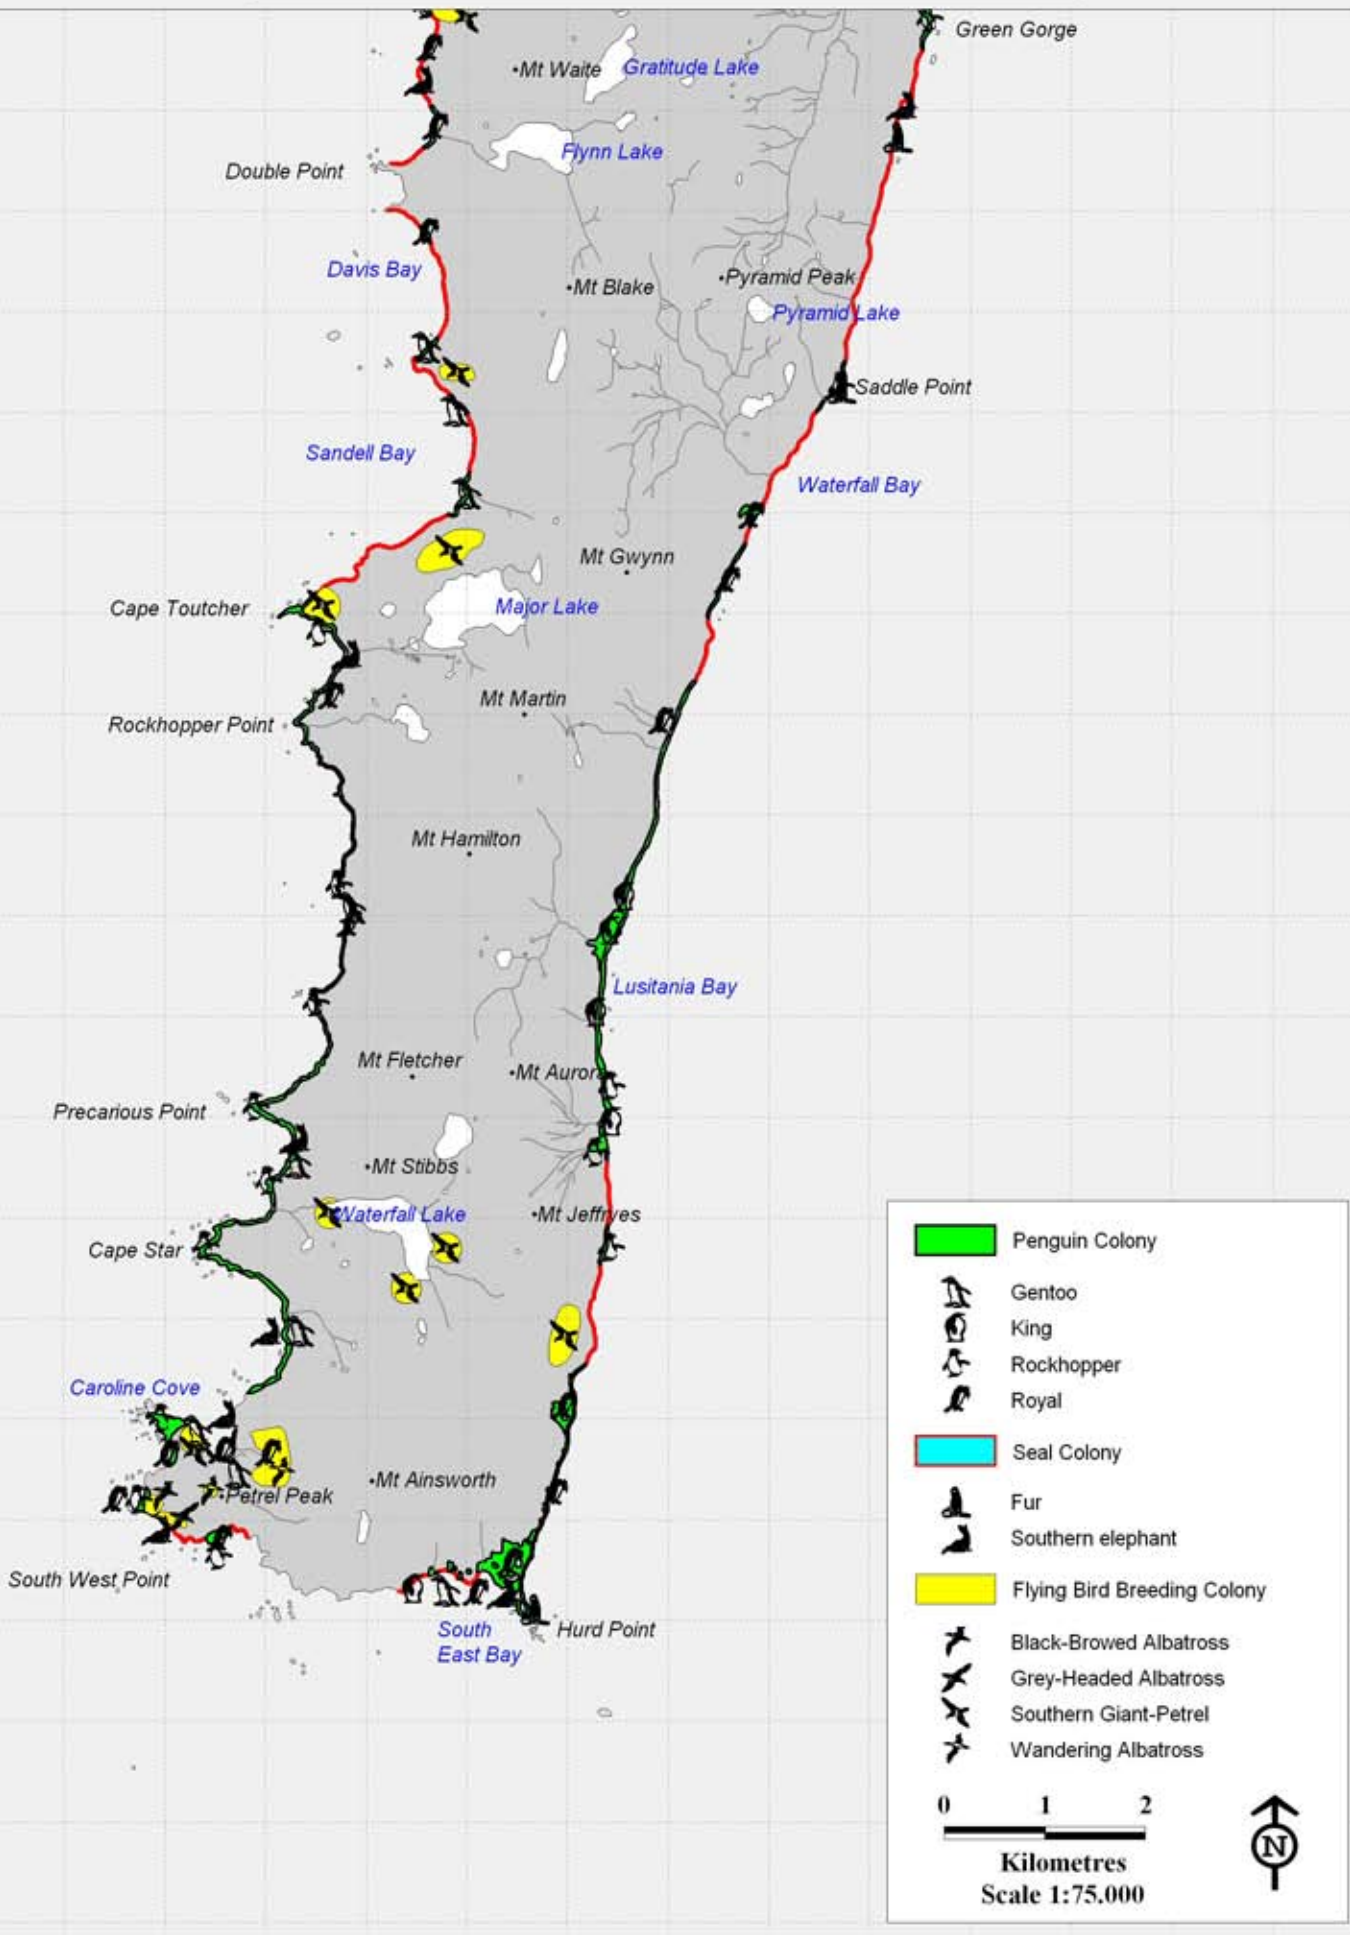 Green Gorge
Mt Waite
Gratitude Lake
Flynn Lake
Double Point
Davis Bay
Pyramid Peak
Mt Blake
Pyramid Lake
Saddle Point
Sandell Bay
Waterfall Bay
Mt Gwynn
Cape Toutcher
Major Lake
Mt Martin
Rockhopper Point
Mt Hamilton
Lusitania Bay
Mt Fletcher
Mt Aurora
Precarious Point
Mt Stibbs
Waterfall Lake
Mt Jeffryes
Cape Star
Caroline Cove
Mt Ainsworth
Petrel Peak
South West Point
South
East Bay
Hurd Point
Penguin Colony
Gentoo
King
Rockhopper
Royal
Seal Colony
Fur
Southern elephant
Flying Bird Breeding Colony
Black-Browed Albatross
Grey-Headed Albatross
Southern Giant-Petrel
Wandering Albatross
0 1 2
N
Kilometres
Scale 1:75.000